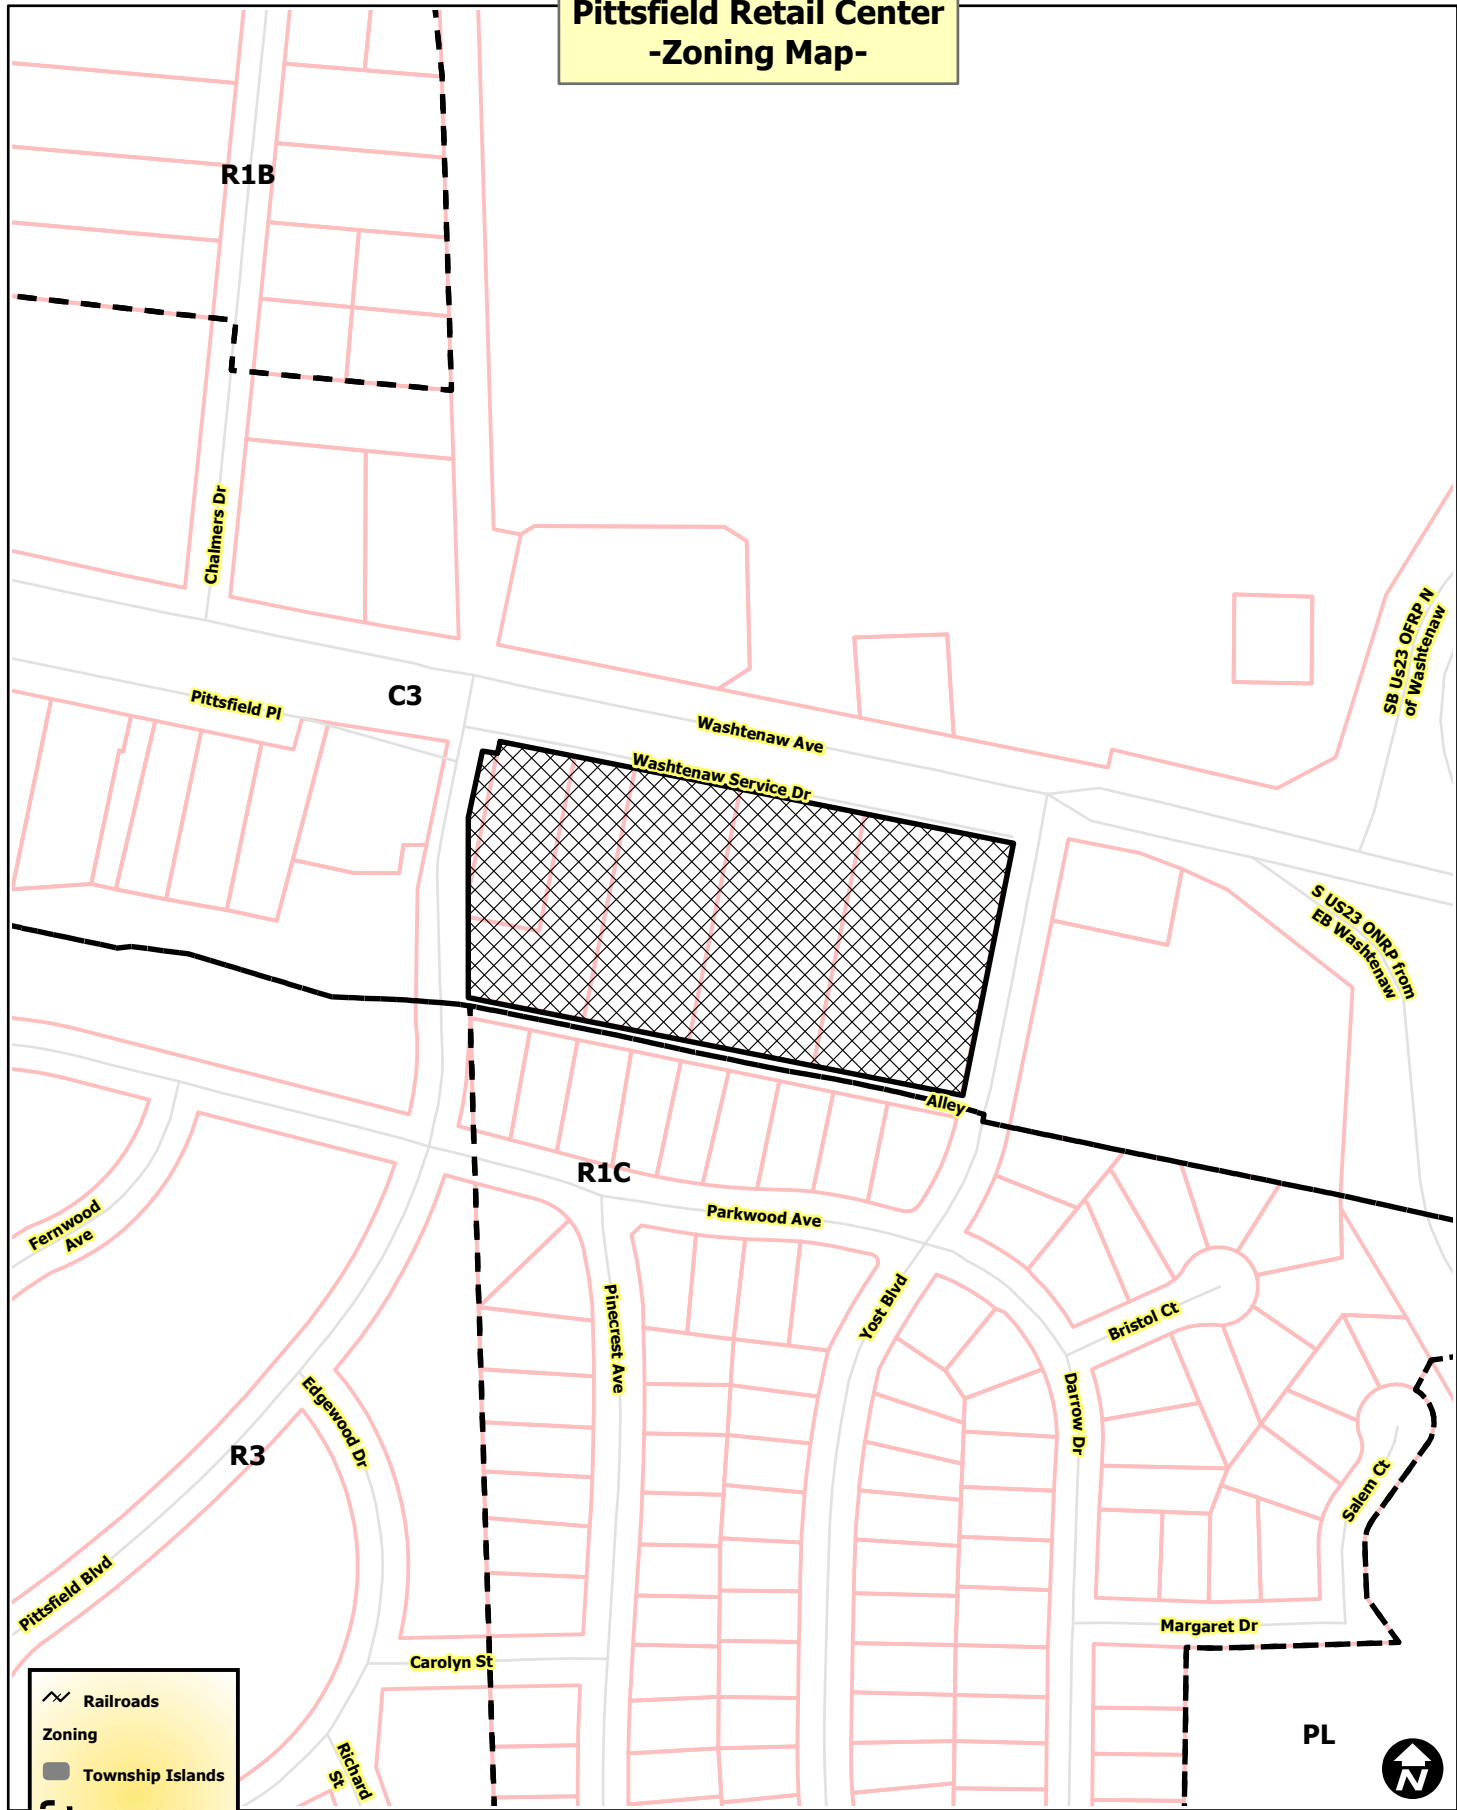 Pittsfield Retail Center
-Zoning Map-
R1B
Chalmers Dr
SB Us23 OFRP N
of Washtenaw
C3
Pittsfield Pl
Washtenaw Ave
Washtenaw Service Dr
S US23 ONRP from
EB Washtenaw
Alley
R1C
Parkwood Ave
Fernwood
Ave
Pinecrest Ave
Yost Blvd
Bristol Ct
Edgewood Dr
Darrow Dr
R3
Salem Ct
Pittsfield Blvd
Margaret Dr
Carolyn St
Richard
St
PL
N
Railroads
Zoning
Township Islands